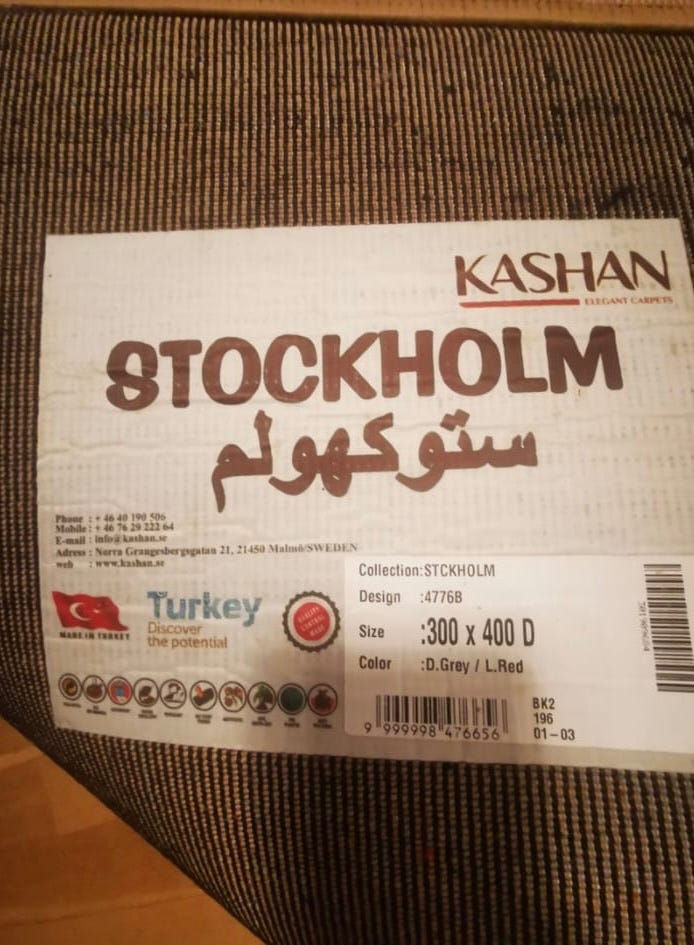 KASHAN
ELEGANT CARPETS
STOCKHOLM
ستوكهولم
Phone : + 46 40 190 506
Mobile : + 46 76 29 222 64
E-mail : info@kashan.se
Adress : Norra Grangesbergsgatan 21, 21450 Malmö/SWEDEN
web : www.kashan.se
MADE IN TURKEY
Turkey
Discover
the potential
QUALITY
CONTROL
Collection:STCKHOLM
Design :4776B
Size :300 x 400 D
Color :D.Grey / L.Red
9 999998 476656
BK2
196
01-03